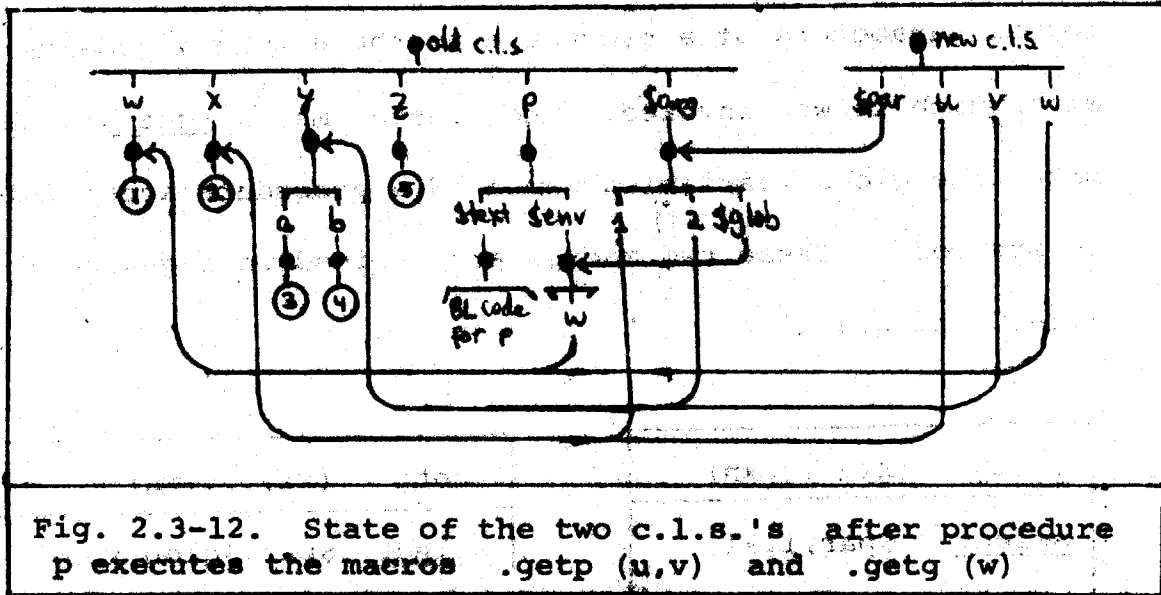 old c.l.s. new c.l.s.
w x y z p $arg $par u v w
1 2 5
a b $text $env 1 2 $glob
3 4 BL code w
for p
Fig. 2.3-12. State of the two c.l.s.'s after procedure
p executes the macros .getp (u,v) and .getg (w)